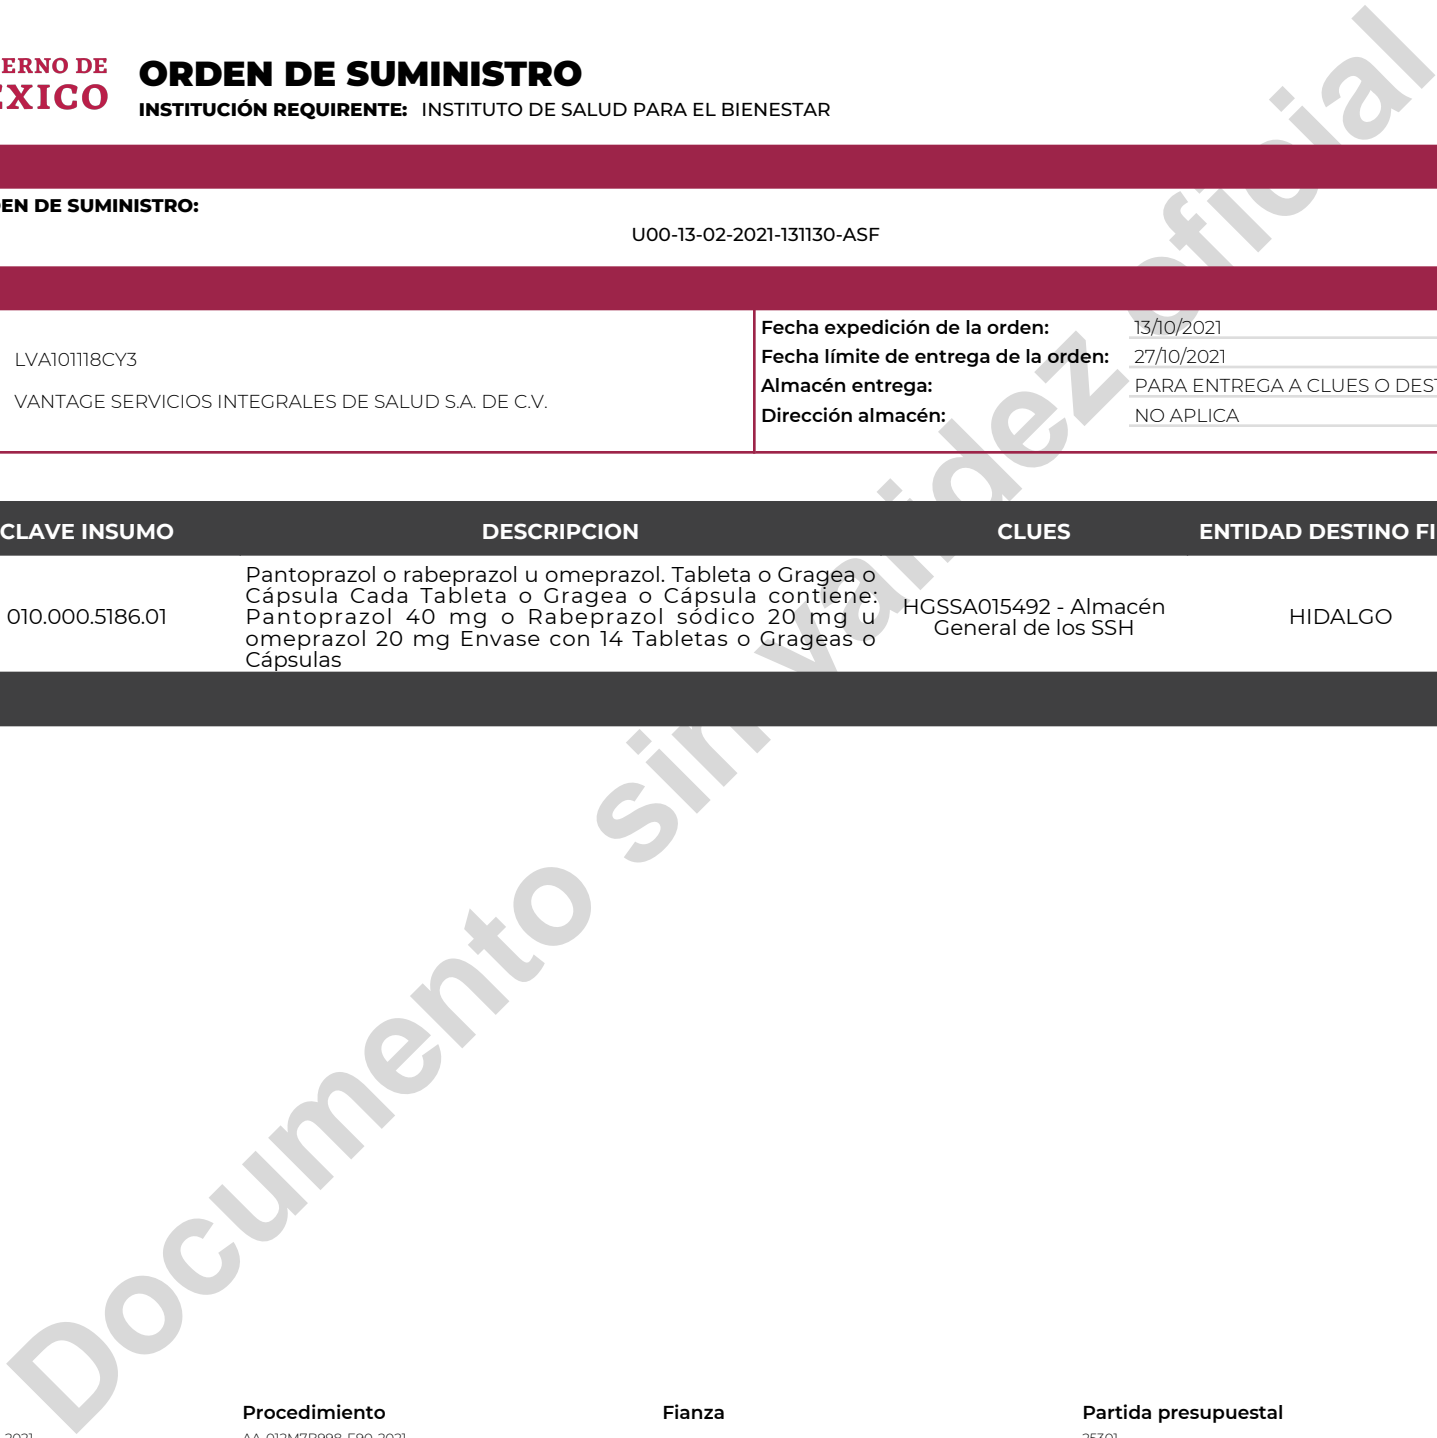 ERNO DE
ORDEN DE SUMINISTRO
INSTITUCIÓN REQUIRENTE: INSTITUTO DE SALUD PARA EL BIENESTAR
EXICO
EN DE SUMINISTRO:
U00-13-02-2021-131130-ASF
Fecha expedición de la orden: 13/10/2021
LVA101118CY3
Fecha límite de entrega de la orden: 27/10/2021
Almacén entrega: PARA ENTREGA A CLUES O DEST
VANTAGE SERVICIOS INTEGRALES DE SALUD S.A. DE C.V.
Dirección almacén: NO APLICA
CLAVE INSUMO DESCRIPCION CLUES ENTIDAD DESTINO FI
010.000.5186.01
Pantoprazol o rabeprazol u omeprazol. Tableta o Gragea o
Cápsula Cada Tableta o Gragea o Cápsula contiene:
Pantoprazol 40 mg o Rabeprazol sódico 20 mg u
omeprazol 20 mg Envase con 14 Tabletas o Grageas o
Cápsulas
HGSSA015492 - Almacén
General de los SSH
HIDALGO
Documento sin validez oficial
Procedimiento Fianza Partida presupuestal